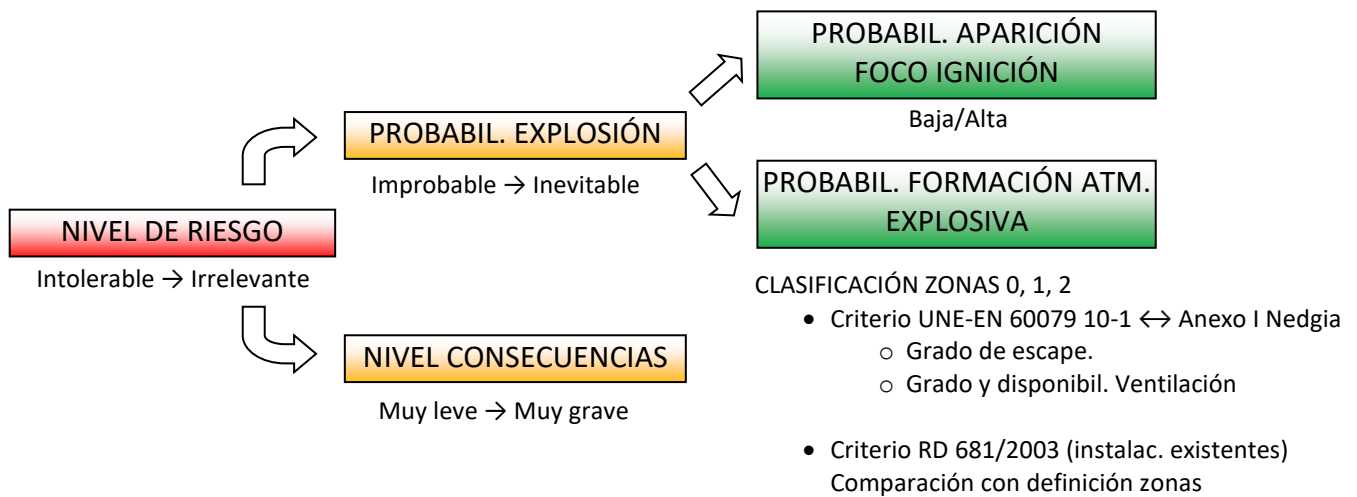 PROBABIL. APARICIÓN
FOCO IGNICIÓN
Baja/Alta
PROBABIL. EXPLOSIÓN
Improbable → Inevitable
PROBABIL. FORMACIÓN ATM.
EXPLOSIVA
NIVEL DE RIESGO
Intolerable → Irrelevante
CLASIFICACIÓN ZONAS 0, 1, 2
• Criterio UNE-EN 60079 10-1 ↔ Anexo I Nedgia
○ Grado de escape.
○ Grado y disponibil. Ventilación
NIVEL CONSECUENCIAS
Muy leve → Muy grave
• Criterio RD 681/2003 (instalac. existentes)
Comparación con definición zonas